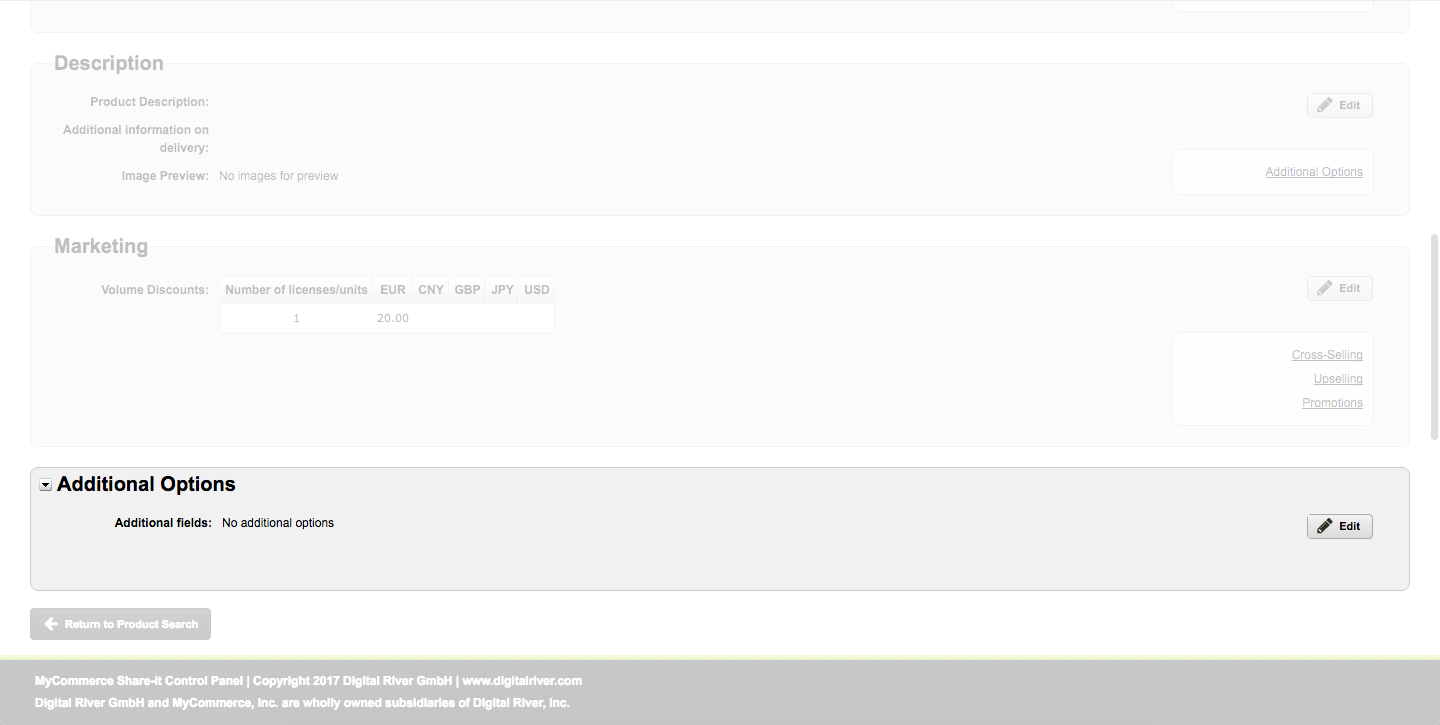 Description
Product Description:
Edit
Additional information on
delivery:
Image Preview: No images for preview
Additional Options
Marketing
Volume Discounts: Number of licenses/units EUR CNY GBP JPY USD
Edit
1 20.00
Cross-Selling
Upselling
Promotions
Additional Options
Additional fields: No additional options
Edit
Return to Product Search
MyCommerce Share-It Control Panel | Copyright 2017 Digital River GmbH | www.digitalriver.com
Digital River GmbH and MyCommerce, Inc. are wholly owned subsidiaries of Digital River, Inc.